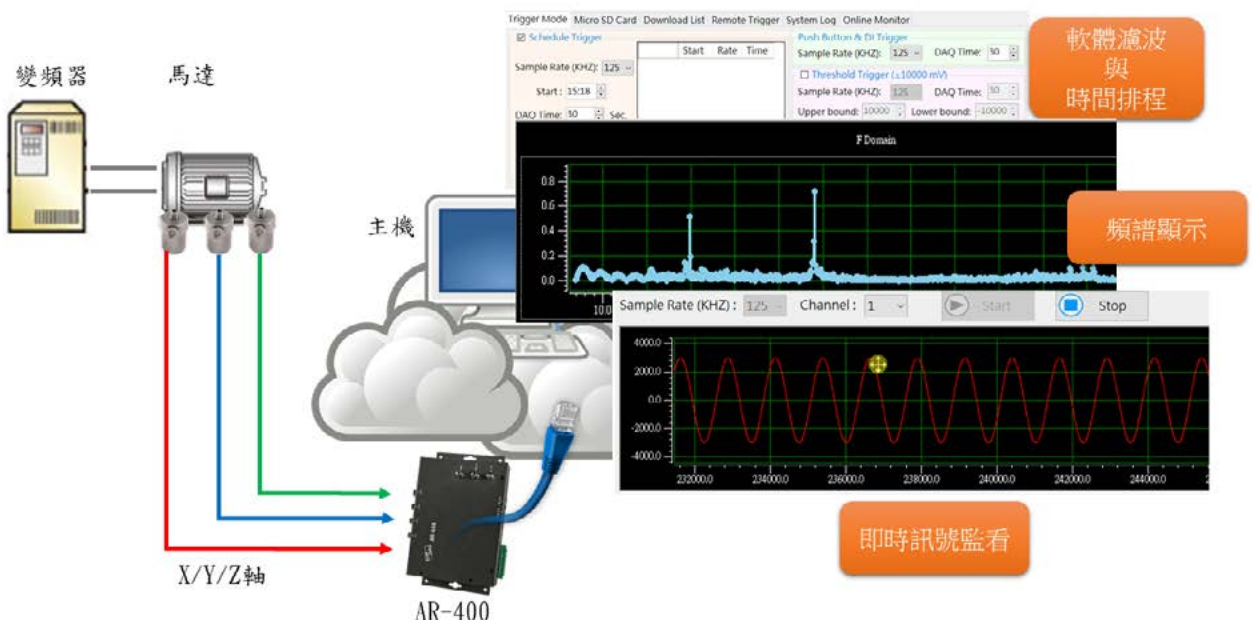 Trigger Mode Micro SD Card Download List Remote Trigger System Log Online Monitor
Schedule Trigger
Start Rate Time
Sample Rate (KHZ): 125
Start: 15:18
DAQ Time: 30 Sec.
Push Button & DI Trigger
Sample Rate (KHZ): 125 DAQ Time: 30
Threshold Trigger (±10000 mV)
Sample Rate (KHZ): 125 DAQ Time: 30
Upper bound: 10000 Lower bound: -10000
軟體濾波
與
時間排程
變頻器
馬達
F Domain
0.8
0.6
0.4
0.2
0.0
10.0
頻譜顯示
主機
Sample Rate (KHZ): 125 Channel: 1 Start Stop
4000.0
2000.0
0.0
-2000.0
-4000.0
232000.0 234000.0 236000.0 238000.0 240000.0 242000.0 244000.0
即時訊號監看
X/Y/Z軸
AR-400